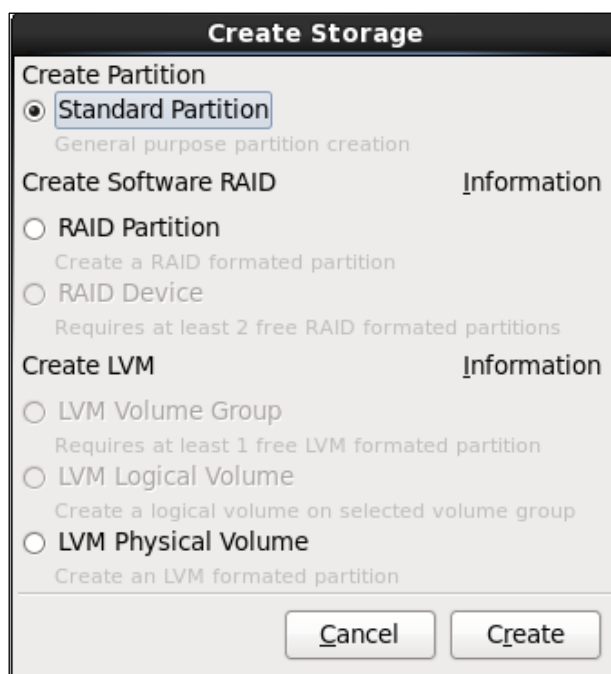 Create Storage
Create Partition
Standard Partition
General purpose partition creation
Create Software RAID Information
RAID Partition
Create a RAID formated partition
RAID Device
Requires at least 2 free RAID formated partitions
Create LVM Information
LVM Volume Group
Requires at least 1 free LVM formated partition
LVM Logical Volume
Create a logical volume on selected volume group
LVM Physical Volume
Create an LVM formated partition
Cancel Create